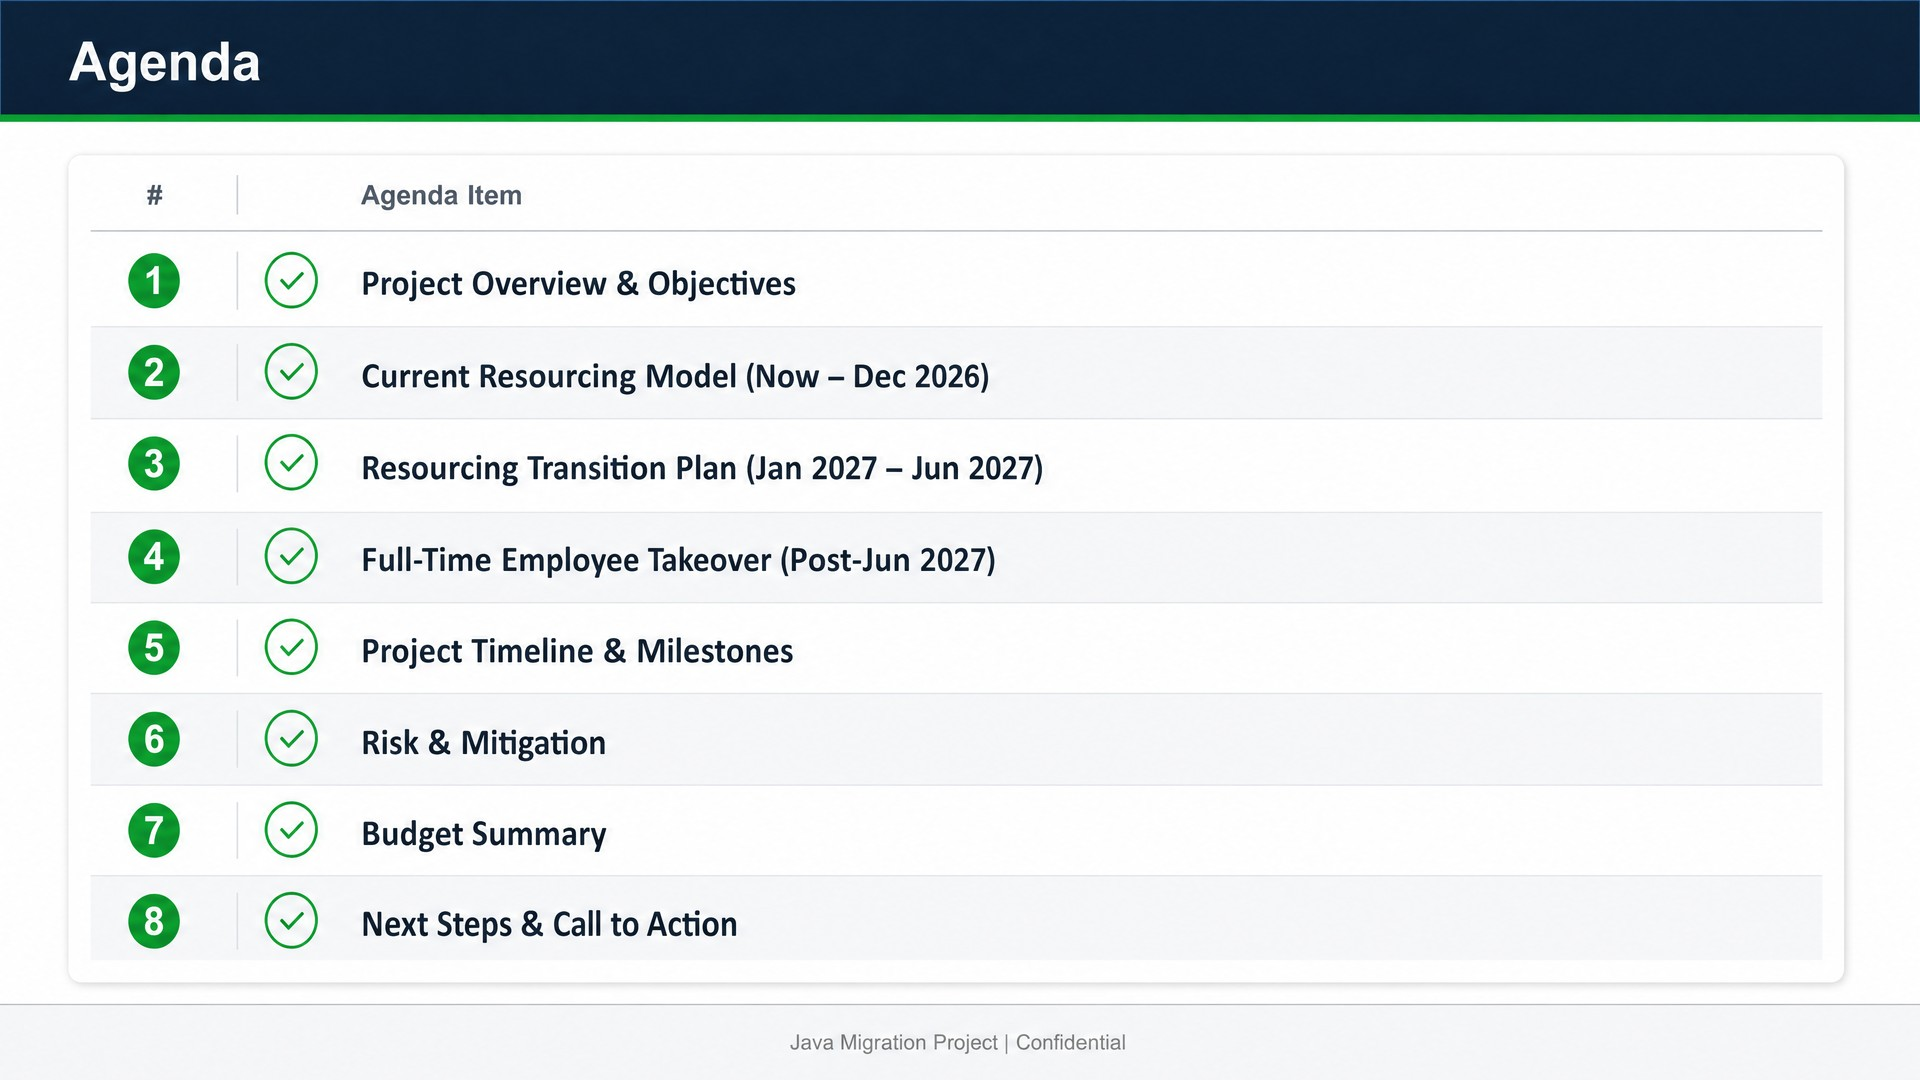 Agenda
# Agenda Item
1 Project Overview & Objectives
2 Current Resourcing Model (Now – Dec 2026)
3 Resourcing Transition Plan (Jan 2027 – Jun 2027)
4 Full-Time Employee Takeover (Post-Jun 2027)
5 Project Timeline & Milestones
6 Risk & Mitigation
7 Budget Summary
8 Next Steps & Call to Action
Java Migration Project | Confidential